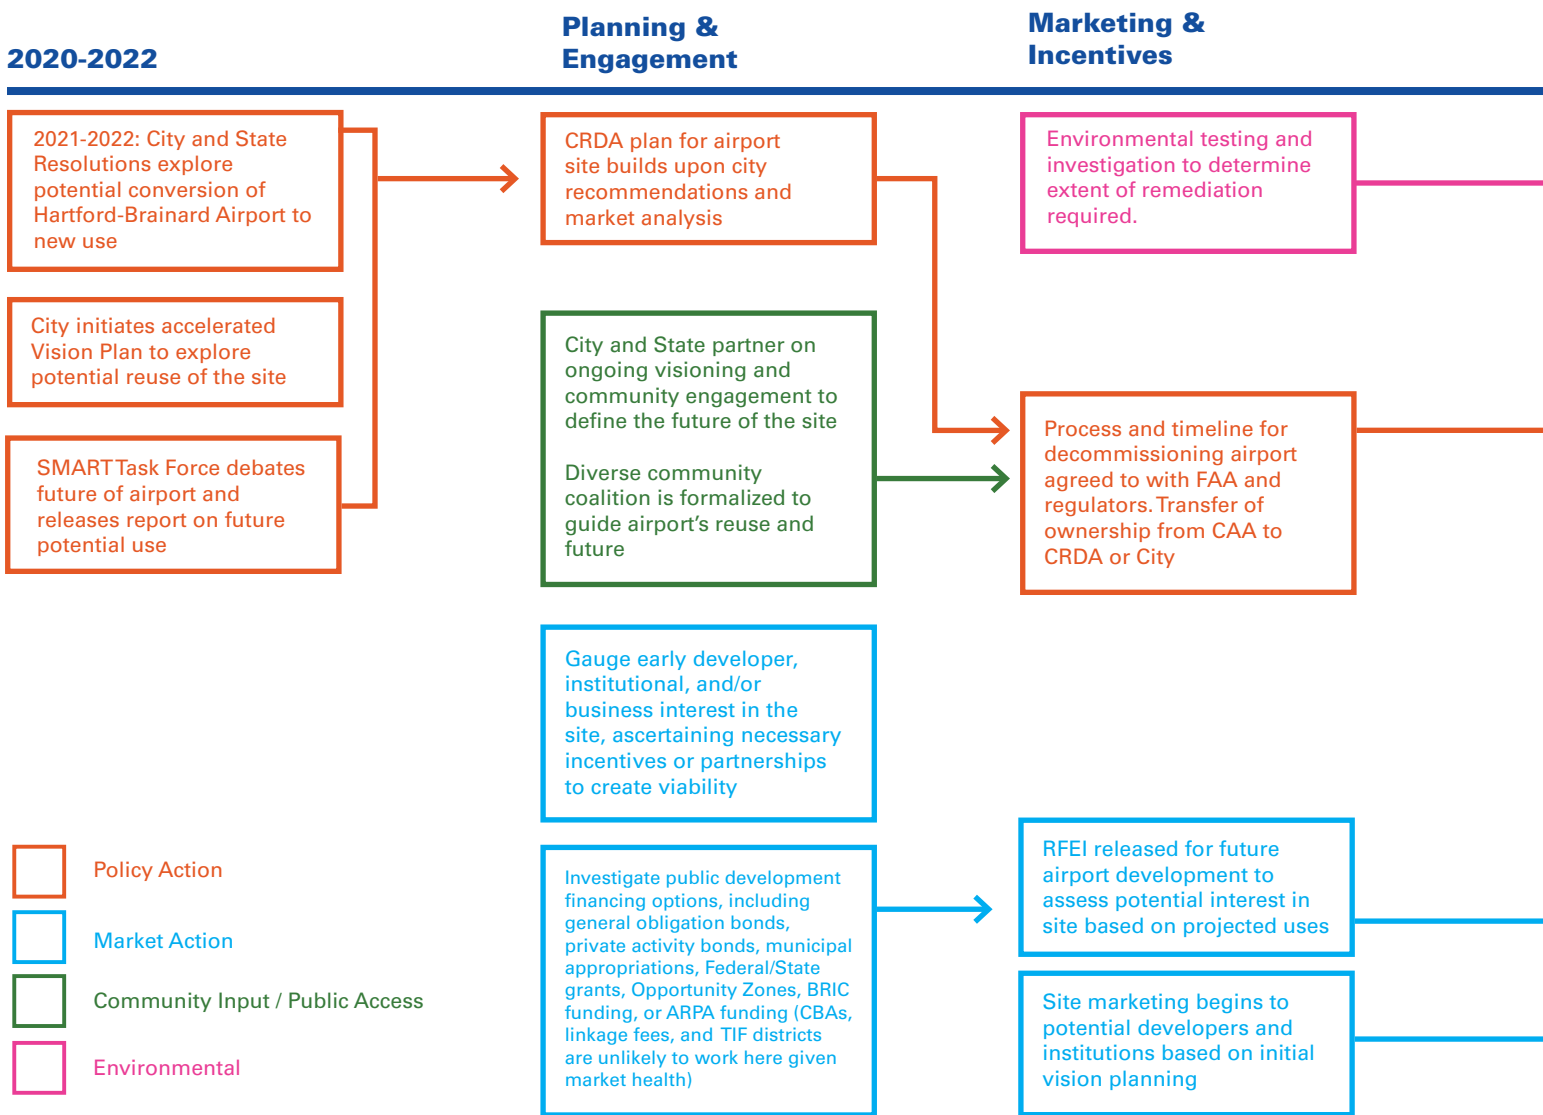 2020-2022
Planning &
Engagement
Marketing &
Incentives
2021-2022: City and State
Resolutions explore
potential conversion of
Hartford-Brainard Airport to
new use
City initiates accelerated
Vision Plan to explore
potential reuse of the site
SMART Task Force debates
future of airport and
releases report on future
potential use
CRDA plan for airport
site builds upon city
recommendations and
market analysis
City and State partner on
ongoing visioning and
community engagement to
define the future of the site
Diverse community
coalition is formalized to
guide airport’s reuse and
future
Gauge early developer,
institutional, and/or
business interest in the
site, ascertaining necessary
incentives or partnerships
to create viability
Investigate public development
financing options, including
general obligation bonds,
private activity bonds, municipal
appropriations, Federal/State
grants, Opportunity Zones, BRIC
funding, or ARPA funding (CBAs,
linkage fees, and TIF districts
are unlikely to work here given
market health)
Environmental testing and
investigation to determine
extent of remediation
required.
Process and timeline for
decommissioning airport
agreed to with FAA and
regulators. Transfer of
ownership from CAA to
CRDA or City
RFEI released for future
airport development to
assess potential interest in
site based on projected uses
Site marketing begins to
potential developers and
institutions based on initial
vision planning
Policy Action
Market Action
Community Input / Public Access
Environmental